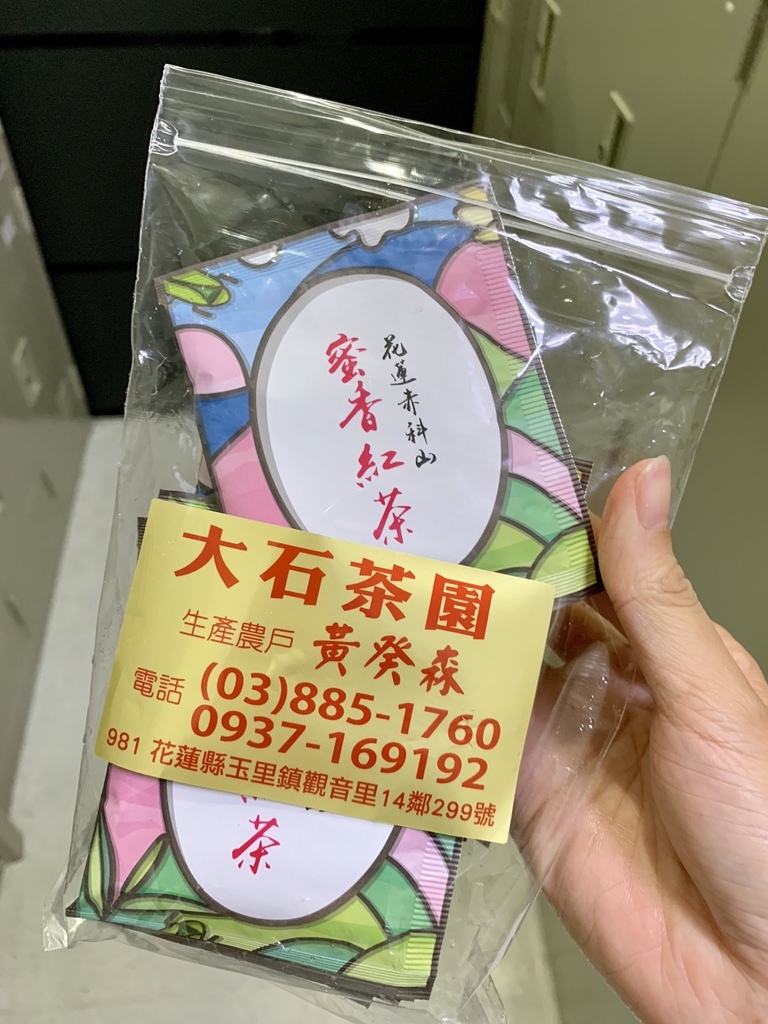 花蓮赤科山
蜜香紅茶
大石茶園
生產農戶 黃癸森
電話 (03)885-1760
0937-169192
981 花蓮縣玉里鎮觀音里14鄰299號
茶